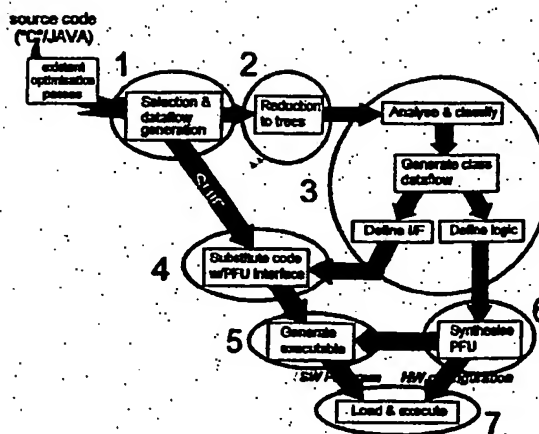 source code
("C"/JAVA)
existent
optimisation
passes
1
Selection &
dataflow
generation
2
Reduction
to trees
3
Analyse & classify
Generate class
dataflow
Define I/F
Define logic
SUIF
4
Substitute code
w/PFU Interface
5
Generate
executable
6
Synthesise
PFU
SW
HW configuration
Load & execute
7